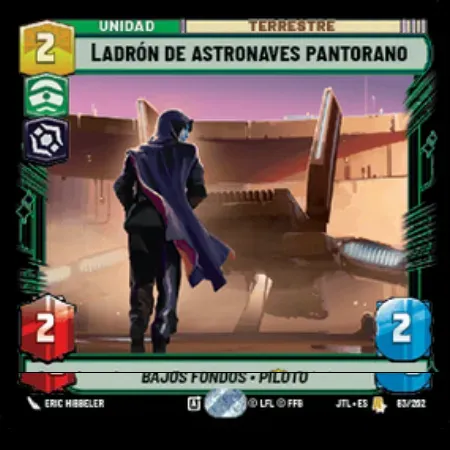 UNIDAD
TERRESTRE
2
LADRÓN DE ASTRONAVES PANTORANO
2
2
BAJOS FONDOS • PILOTO
ERIC HIBBELER
A
© LFL © FFG
JTL • ES
63/262